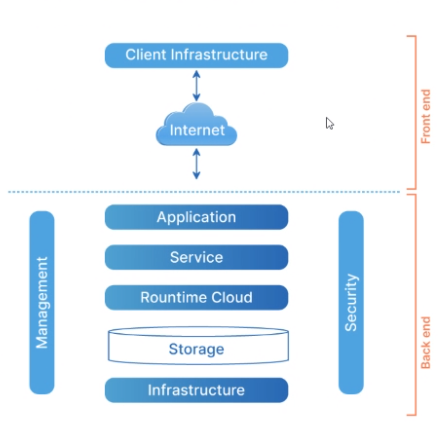 Client Infrastructure
Internet
Front end
Application
Service
Rountime Cloud
Storage
Infrastructure
Management
Security
Back end